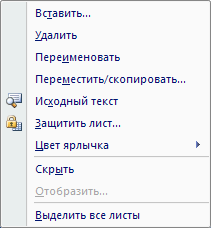 Вставить...
Удалить
Переименовать
Переместить/скопировать...
Исходный текст
Защитить лист...
Цвет ярлычка
Скрыть
Отобразить...
Выделить все листы